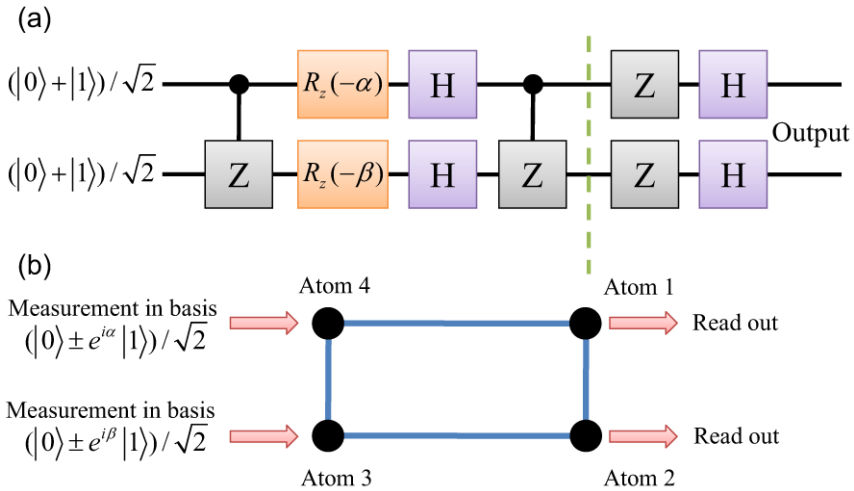 (a)
(|0⟩+|1⟩)/√2 R_z(−α) H Z H
(|0⟩+|1⟩)/√2 Z R_z(−β) H Z Z H
Output
(b)
Atom 4 Atom 1
Measurement in basis
(|0⟩±e^{iα}|1⟩)/√2
Read out
Measurement in basis
(|0⟩±e^{iβ}|1⟩)/√2
Read out
Atom 3 Atom 2